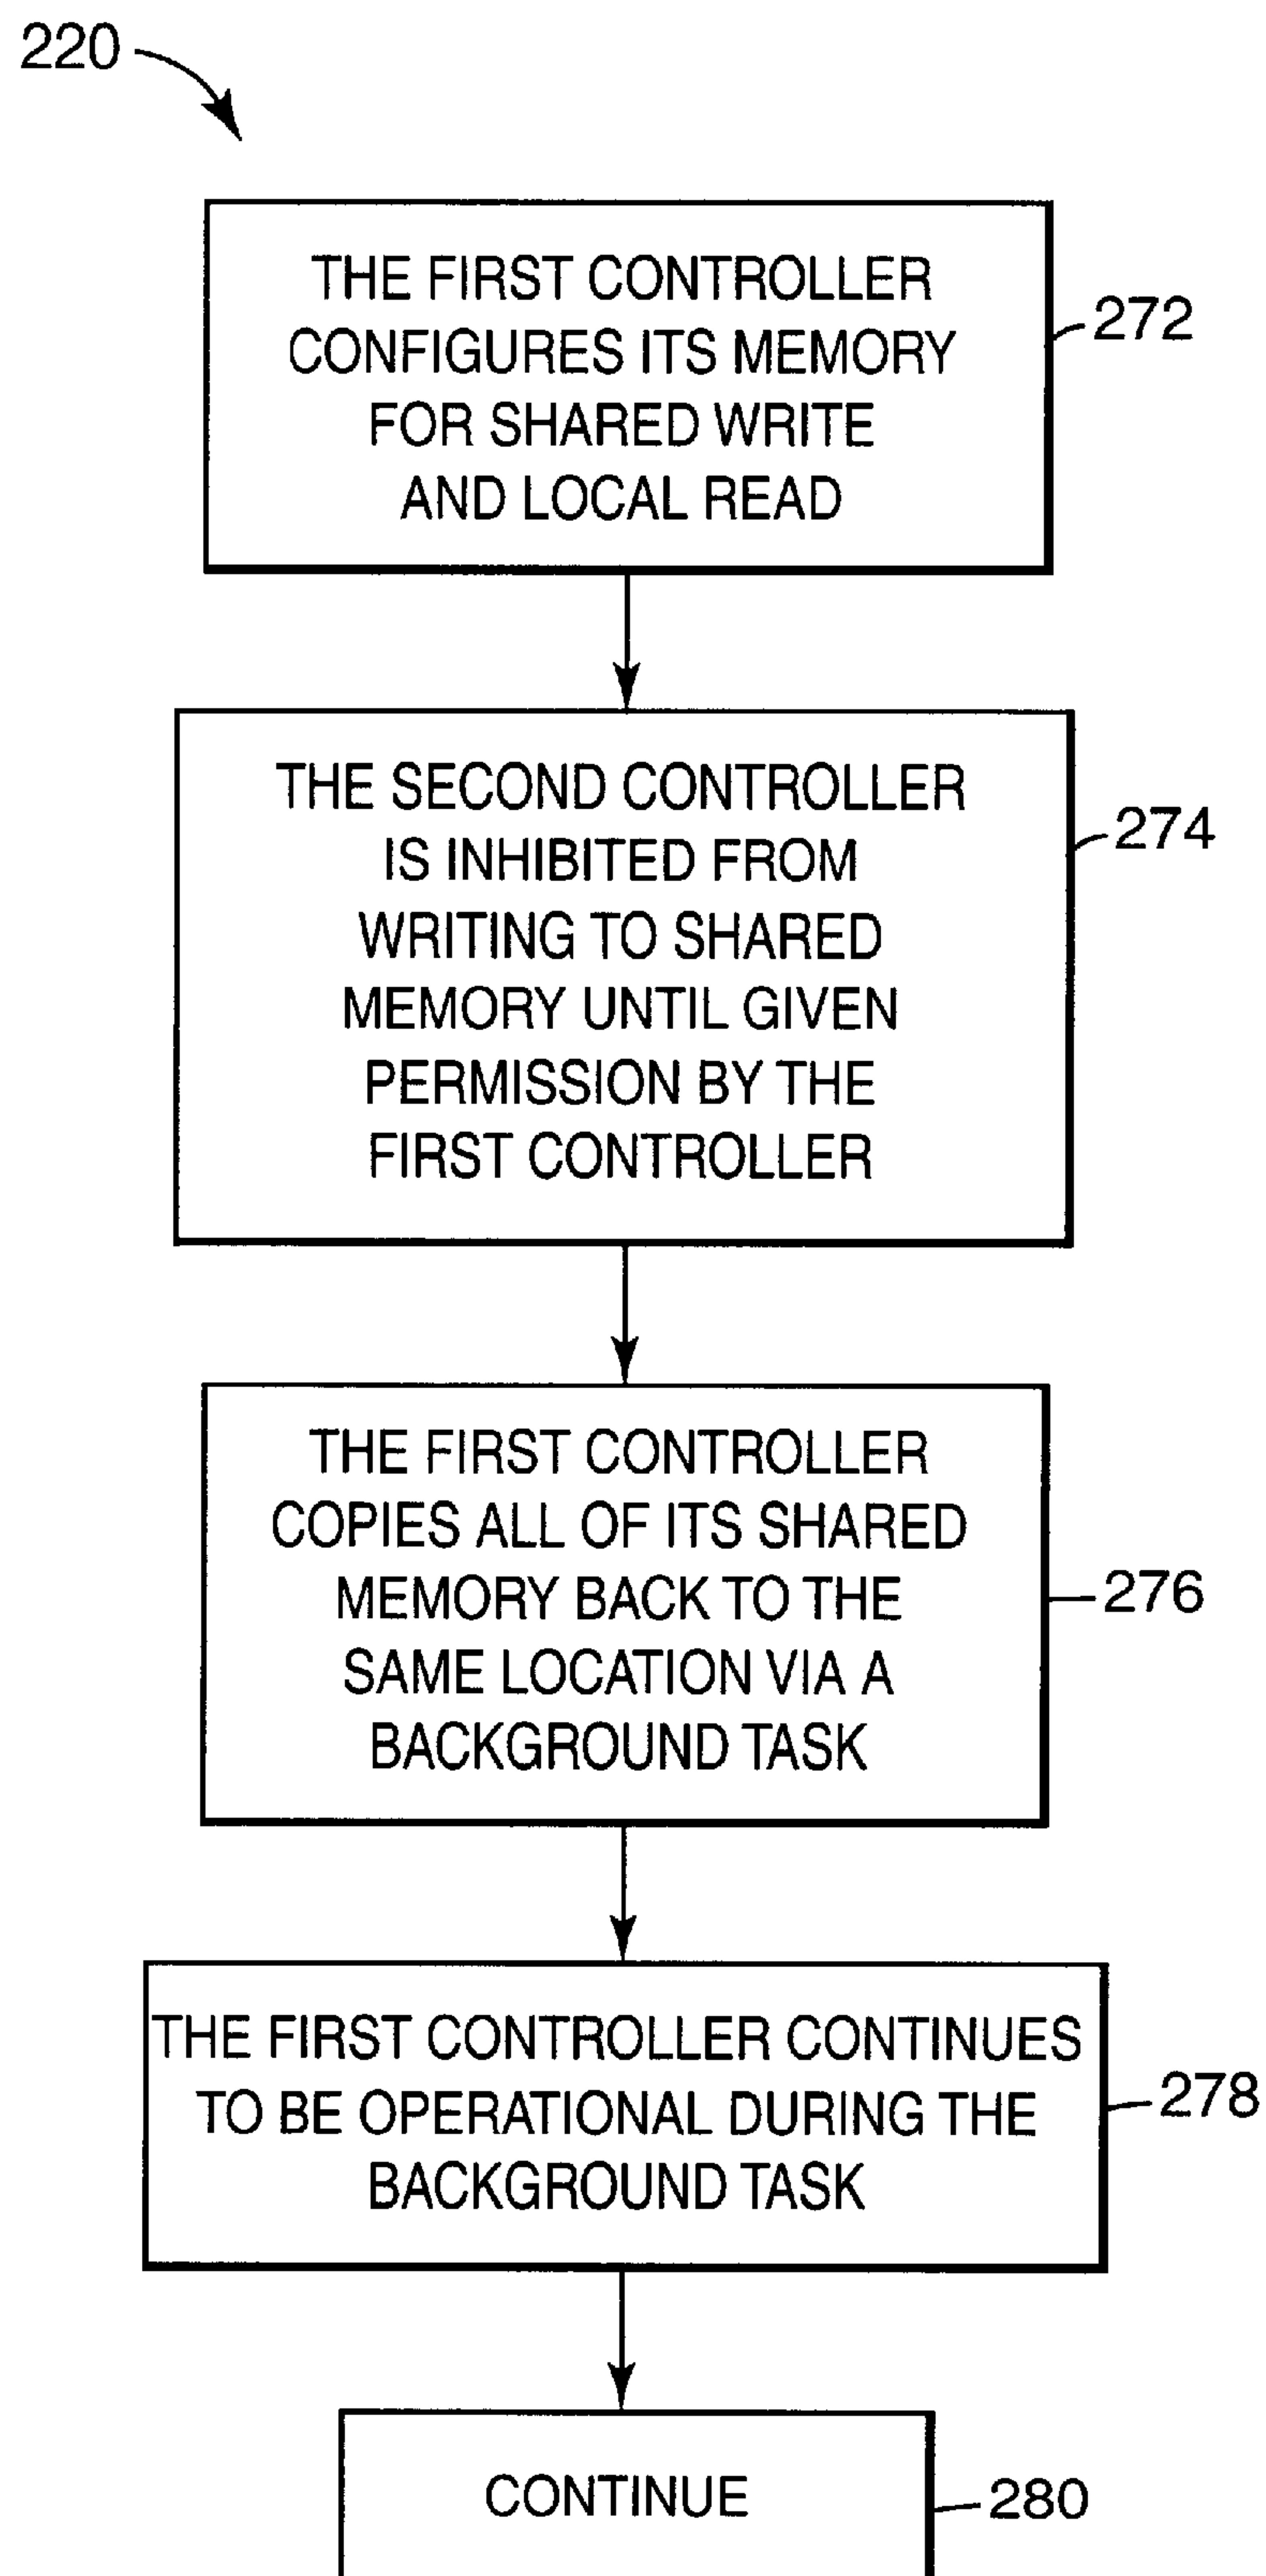 220
THE FIRST CONTROLLER
CONFIGURES ITS MEMORY
FOR SHARED WRITE
AND LOCAL READ
272
THE SECOND CONTROLLER
IS INHIBITED FROM
WRITING TO SHARED
MEMORY UNTIL GIVEN
PERMISSION BY THE
FIRST CONTROLLER
274
THE FIRST CONTROLLER
COPIES ALL OF ITS SHARED
MEMORY BACK TO THE
SAME LOCATION VIA A
BACKGROUND TASK
276
THE FIRST CONTROLLER CONTINUES
TO BE OPERATIONAL DURING THE
BACKGROUND TASK
278
CONTINUE
280